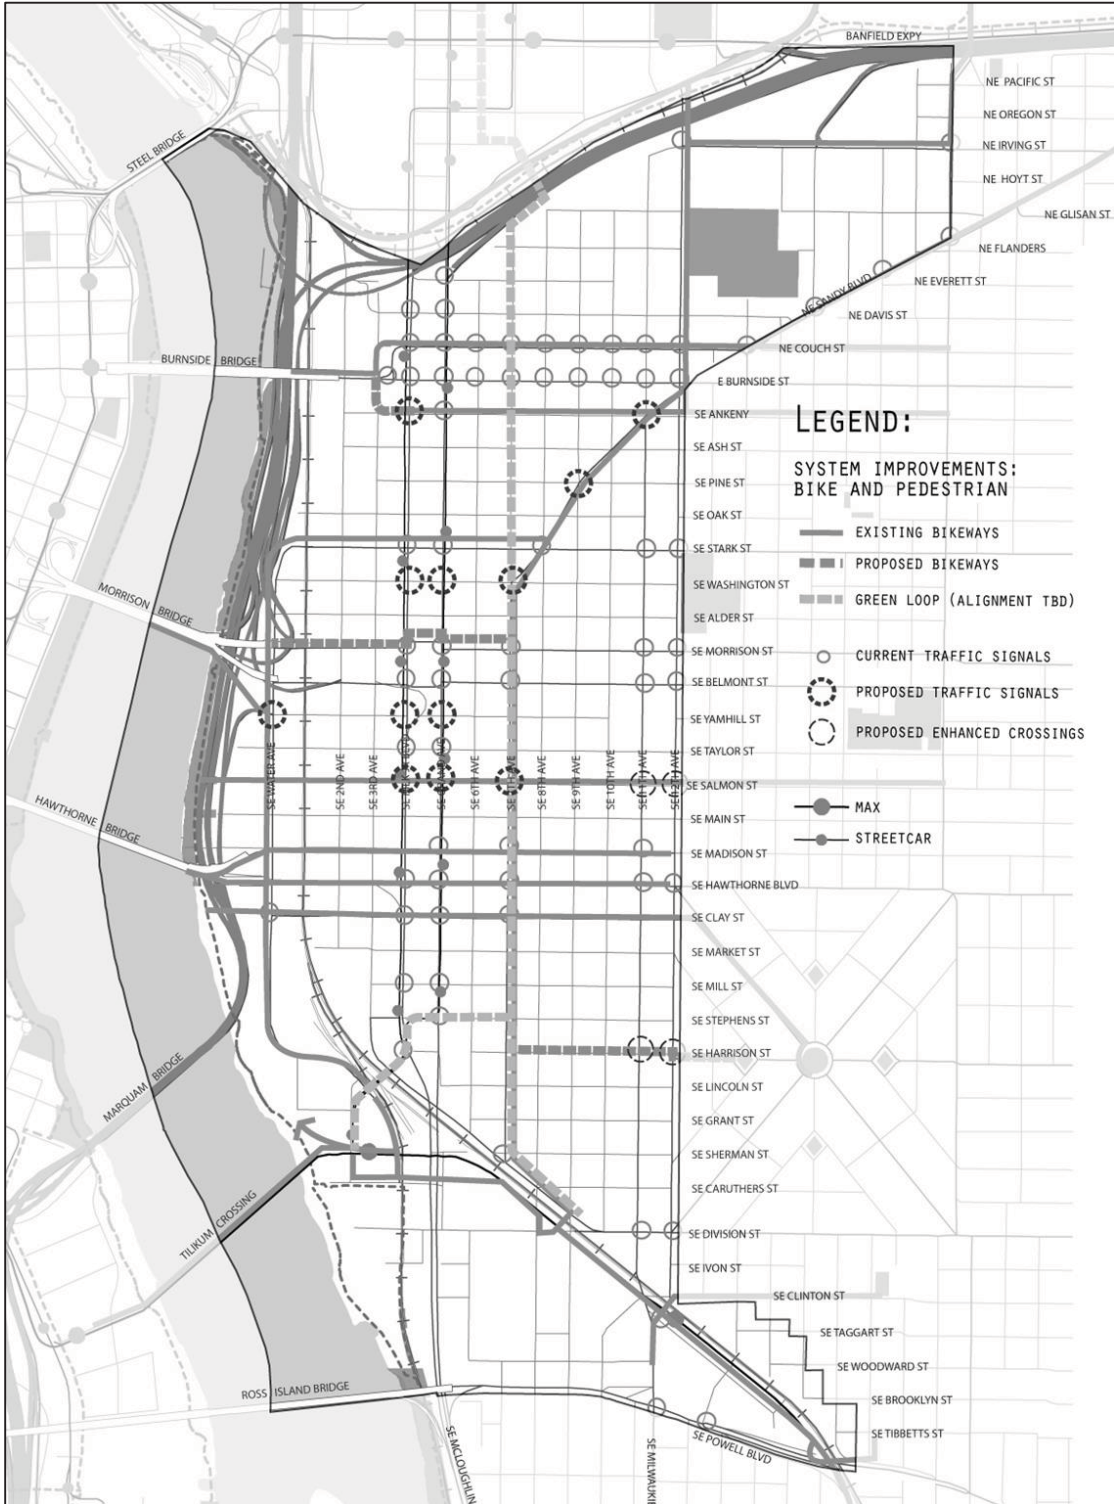 BANFIELD EXPY
NE PACIFIC ST
NE OREGON ST
STEEL BRIDGE
NE IRVING ST
NE HOYT ST
NE GLISAN ST
NE FLANDERS
NE EVERETT ST
NE SANDY BLVD
NE DAVIS ST
NE COUCH ST
BURNSIDE BRIDGE
E BURNSIDE ST
SE ANKENY
LEGEND:
SE ASH ST
SYSTEM IMPROVEMENTS:
BIKE AND PEDESTRIAN
SE PINE ST
SE OAK ST
EXISTING BIKEWAYS
SE STARK ST
PROPOSED BIKEWAYS
SE WASHINGTON ST
GREEN LOOP (ALIGNMENT TBD)
MORRISON BRIDGE
SE ALDER ST
SE MORRISON ST
CURRENT TRAFFIC SIGNALS
SE BELMONT ST
PROPOSED TRAFFIC SIGNALS
SE YAMHILL ST
PROPOSED ENHANCED CROSSINGS
SE TAYLOR ST
SE WATER AVE
SE 2ND AVE
SE 3RD AVE
SE 6TH AVE
SE 8TH AVE
SE 9TH AVE
SE 10TH AVE
SE 11TH AVE
SE 12TH AVE
SE SALMON ST
HAWTHORNE BRIDGE
MAX
SE MAIN ST
STREETCAR
SE MADISON ST
SE HAWTHORNE BLVD
SE CLAY ST
SE MARKET ST
SE MILL ST
SE STEPHENS ST
SE HARRISON ST
MARQUAM BRIDGE
SE LINCOLN ST
SE GRANT ST
SE SHERMAN ST
SE CARUTHERS ST
TILIKUM CROSSING
SE DIVISION ST
SE IVON ST
SE CLINTON ST
SE TAGGART ST
SE WOODWARD ST
ROSS ISLAND BRIDGE
SE BROOKLYN ST
SE TIBBETTS ST
SE POWELL BLVD
SE MCLOUGHLIN
SE MILWAUKIE